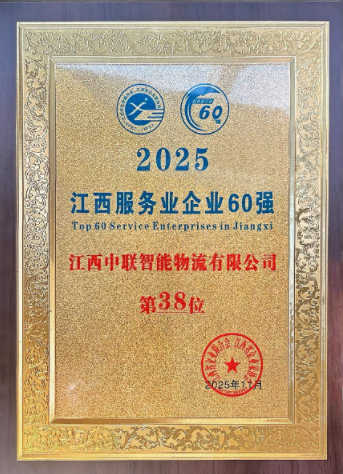 60
2025
江西服务业企业60强
Top 60 Service Enterprises in Jiangxi
江西中联智能物流有限公司
第38位
2025年11月